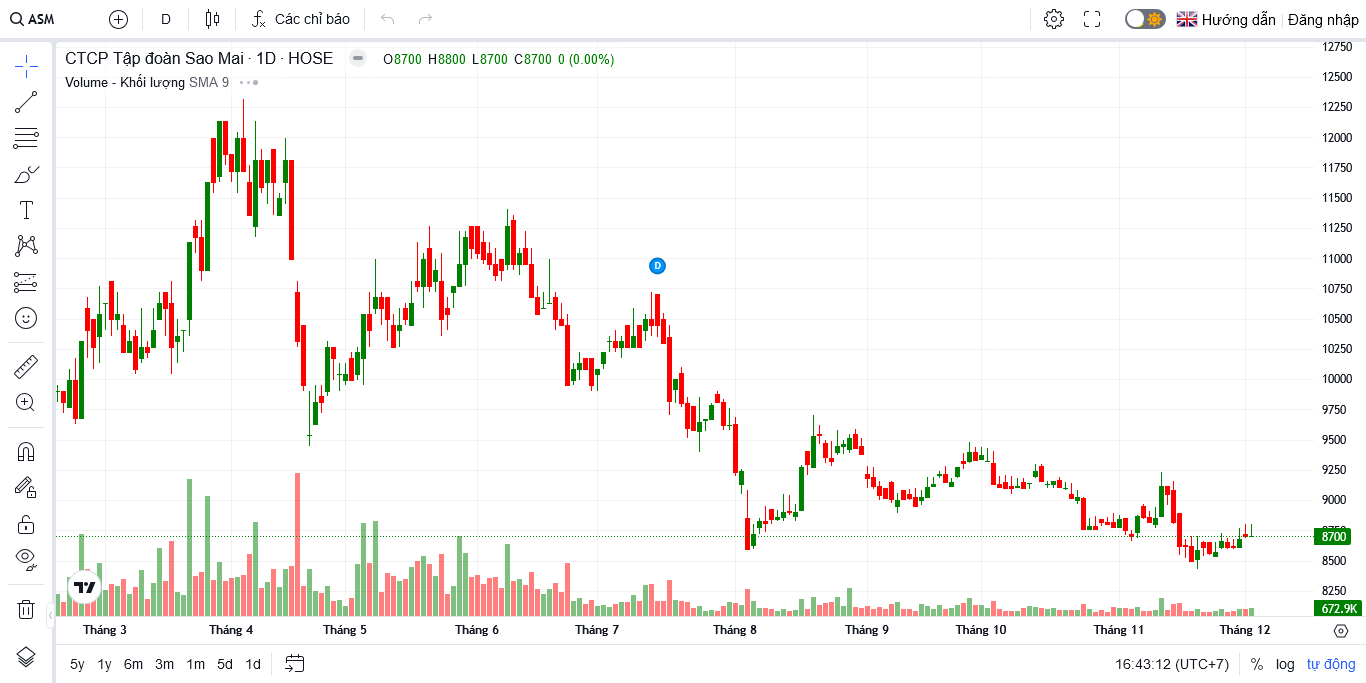 ASM D Các chỉ báo Hướng dẫn Đăng nhập
CTCP Tập đoàn Sao Mai · 1D · HOSE O8700 H8800 L8700 C8700 0 (0.00%)
Volume - Khối lượng SMA 9
D
12750
12500
12250
12000
11750
11500
11250
11000
10750
10500
10250
10000
9750
9500
9250
9000
8750
8700
8500
8250
672.9K
Tháng 3 Tháng 4 Tháng 5 Tháng 6 Tháng 7 Tháng 8 Tháng 9 Tháng 10 Tháng 11 Tháng 12
5y 1y 6m 3m 1m 5d 1d 16:43:12 (UTC+7) % log tự động